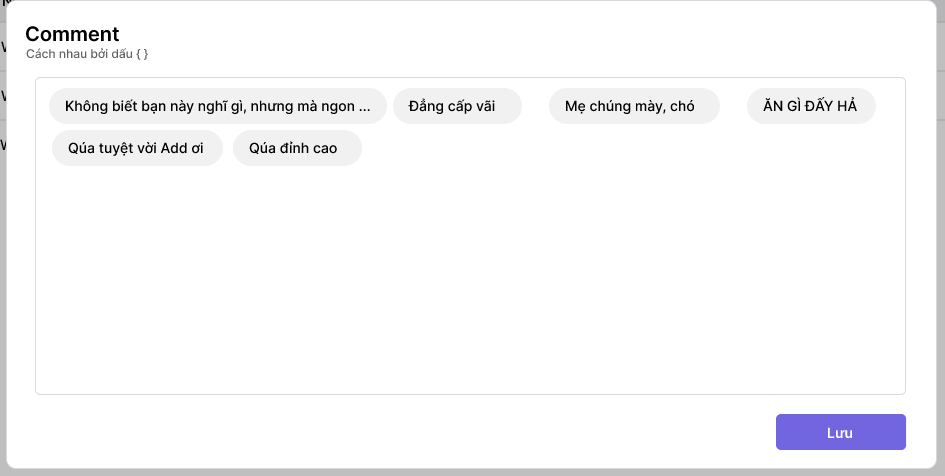 Comment
Cách nhau bởi dấu { }
Không biết bạn này nghĩ gì, nhưng mà ngon ... Đẳng cấp vãi Mẹ chúng mày, chó ĂN GÌ ĐẤY HẢ
Qúa tuyệt vời Add ơi Qúa đỉnh cao
Lưu